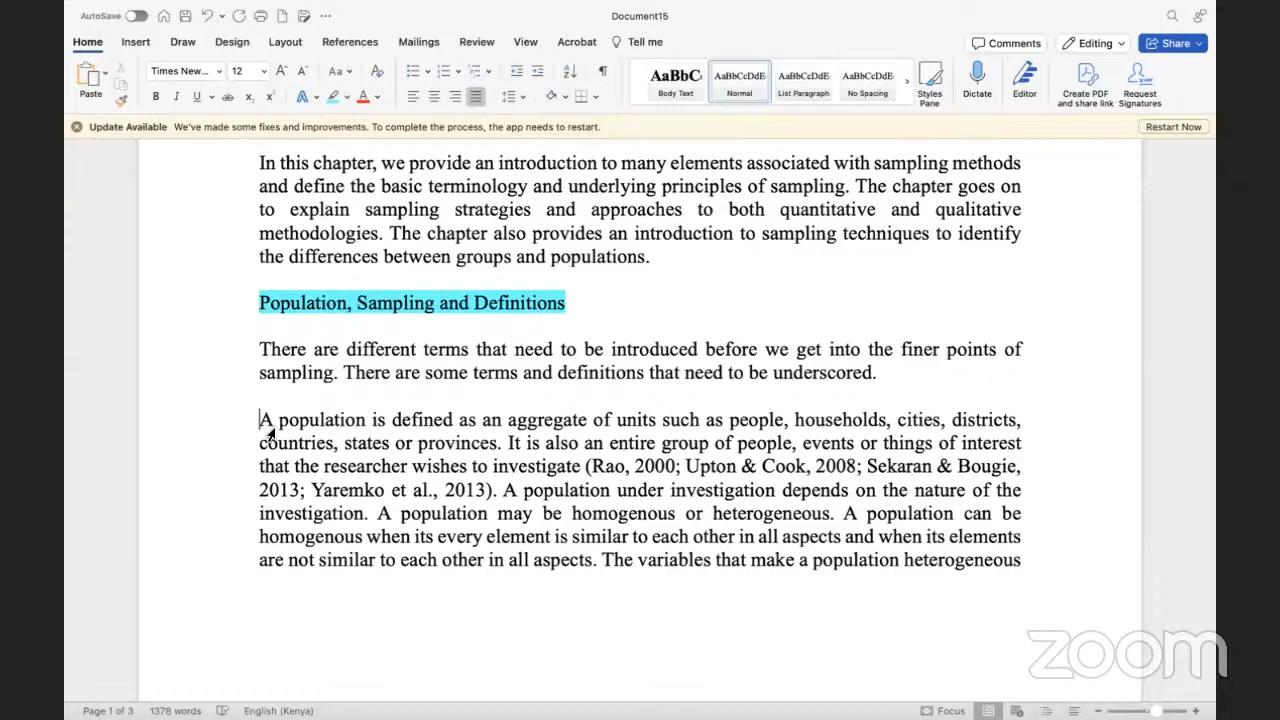 AutoSave
Document15
Home Insert Draw Design Layout References Mailings Review View Acrobat Tell me
Comments Editing Share
Paste
Times New... 12 Aa
B I U ab x x A A
AaBbC AaBbCcDdE AaBbCcDdE AaBbCcDdE
Body Text Normal List Paragraph No Spacing
Styles Pane
Dictate
Editor
Create PDF and share link
Request Signatures
Update Available We've made some fixes and improvements. To complete the process, the app needs to restart. Restart Now
In this chapter, we provide an introduction to many elements associated with sampling methods
and define the basic terminology and underlying principles of sampling. The chapter goes on
to explain sampling strategies and approaches to both quantitative and qualitative
methodologies. The chapter also provides an introduction to sampling techniques to identify
the differences between groups and populations.
Population, Sampling and Definitions
There are different terms that need to be introduced before we get into the finer points of
sampling. There are some terms and definitions that need to be underscored.
A population is defined as an aggregate of units such as people, households, cities, districts,
countries, states or provinces. It is also an entire group of people, events or things of interest
that the researcher wishes to investigate (Rao, 2000; Upton & Cook, 2008; Sekaran & Bougie,
2013; Yaremko et al., 2013). A population under investigation depends on the nature of the
investigation. A population may be homogenous or heterogeneous. A population can be
homogenous when its every element is similar to each other in all aspects and when its elements
are not similar to each other in all aspects. The variables that make a population heterogeneous
zoom
Page 1 of 3 1378 words English (Kenya) Focus